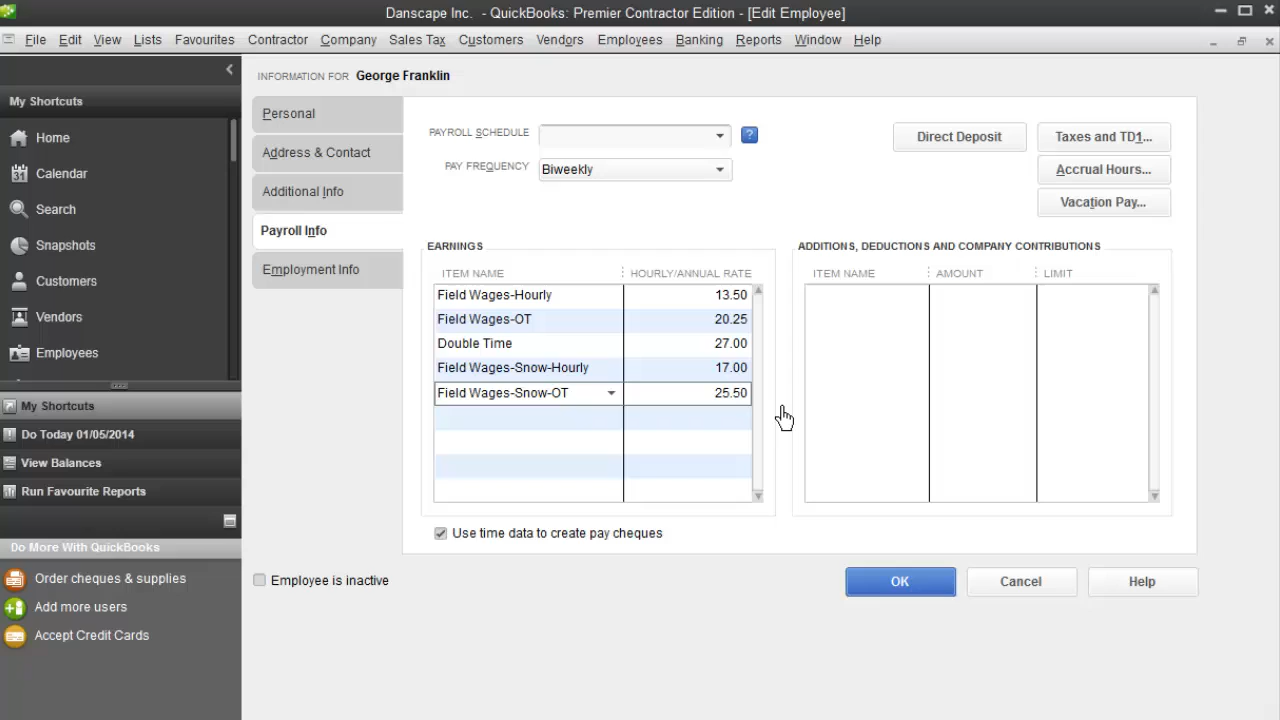 Danscape Inc. - QuickBooks: Premier Contractor Edition - [Edit Employee]
File Edit View Lists Favourites Contractor Company Sales Tax Customers Vendors Employees Banking Reports Window Help
INFORMATION FOR George Franklin
My Shortcuts
Home
Calendar
Search
Snapshots
Customers
Vendors
Employees
My Shortcuts
Do Today 01/05/2014
View Balances
Run Favourite Reports
Do More With QuickBooks
Order cheques & supplies
Add more users
Accept Credit Cards
Personal
Address & Contact
Additional Info
Payroll Info
Employment Info
PAYROLL SCHEDULE ?
PAY FREQUENCY Biweekly
Direct Deposit
Taxes and TD1...
Accrual Hours...
Vacation Pay...
EARNINGS
ITEM NAME HOURLY/ANNUAL RATE
Field Wages-Hourly 13.50
Field Wages-OT 20.25
Double Time 27.00
Field Wages-Snow-Hourly 17.00
Field Wages-Snow-OT 25.50
ADDITIONS, DEDUCTIONS AND COMPANY CONTRIBUTIONS
ITEM NAME AMOUNT LIMIT
Use time data to create pay cheques
Employee is inactive
OK Cancel Help